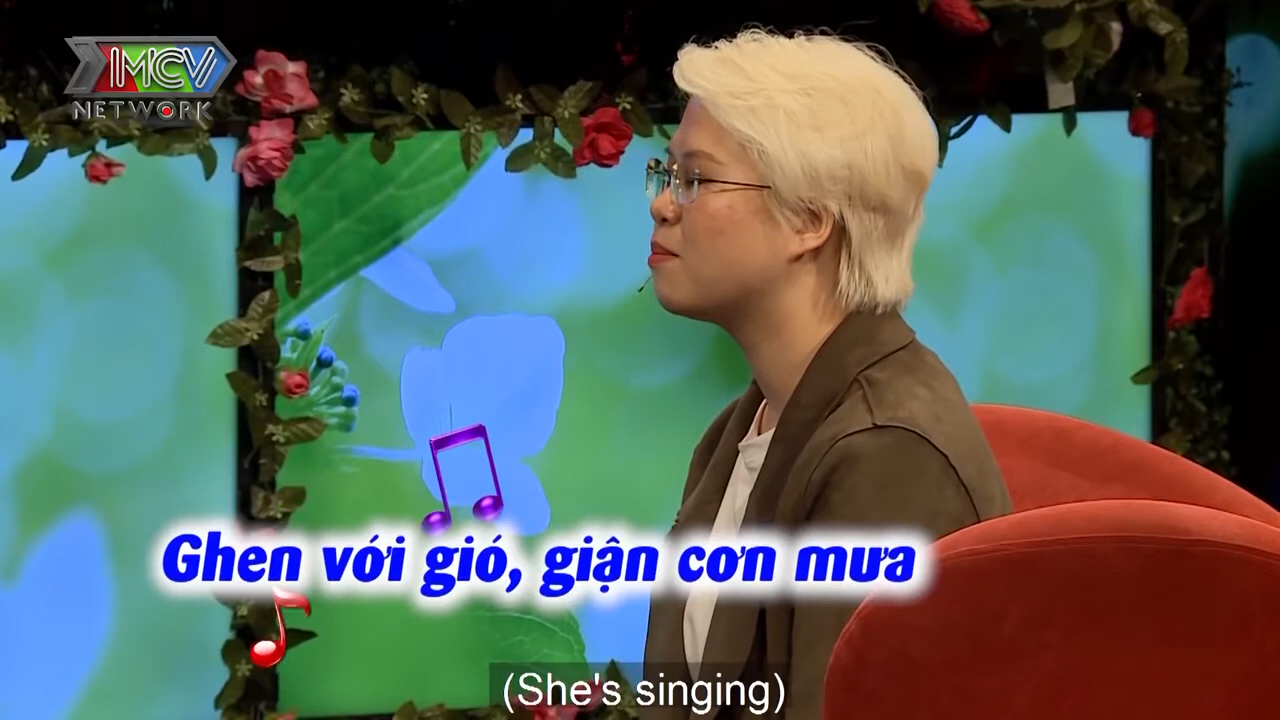 MCV
NETWORK
Ghen với gió, giận cơn mưa
(She's singing)